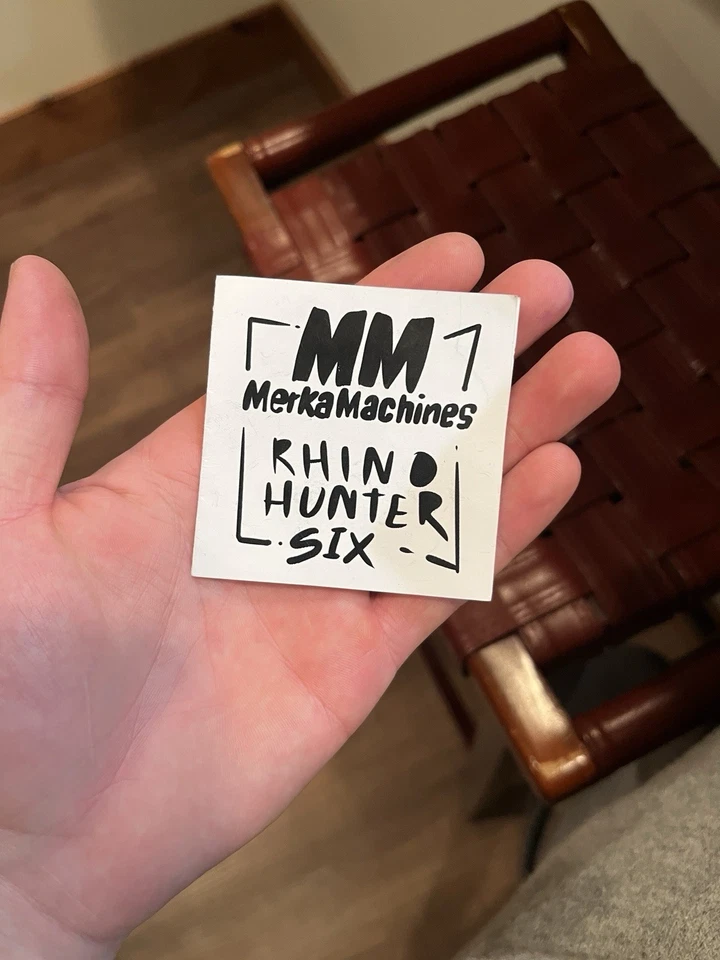 MM
MerkaMachines
RHINO
HUNTER
SIX